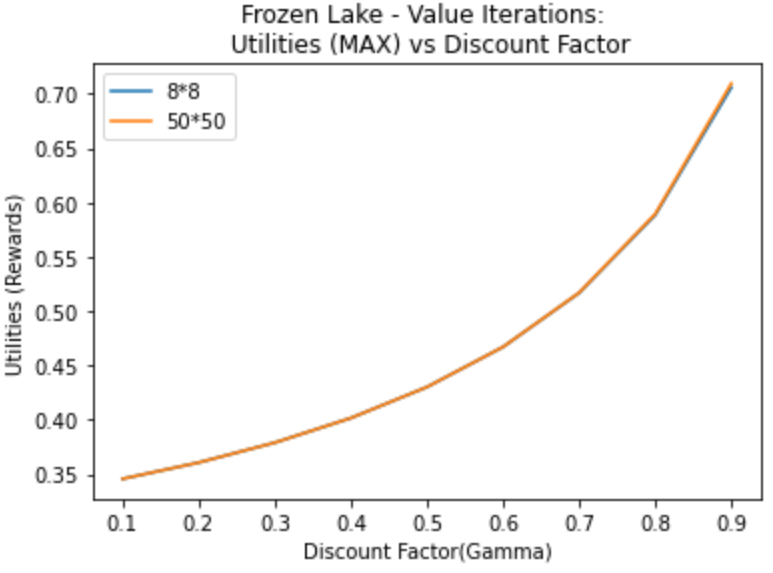 Frozen Lake - Value Iterations:
Utilities (MAX) vs Discount Factor
8*8
50*50
0.70
0.65
0.60
0.55
0.50
0.45
0.40
0.35
Utilities (Rewards)
0.1 0.2 0.3 0.4 0.5 0.6 0.7 0.8 0.9
Discount Factor(Gamma)